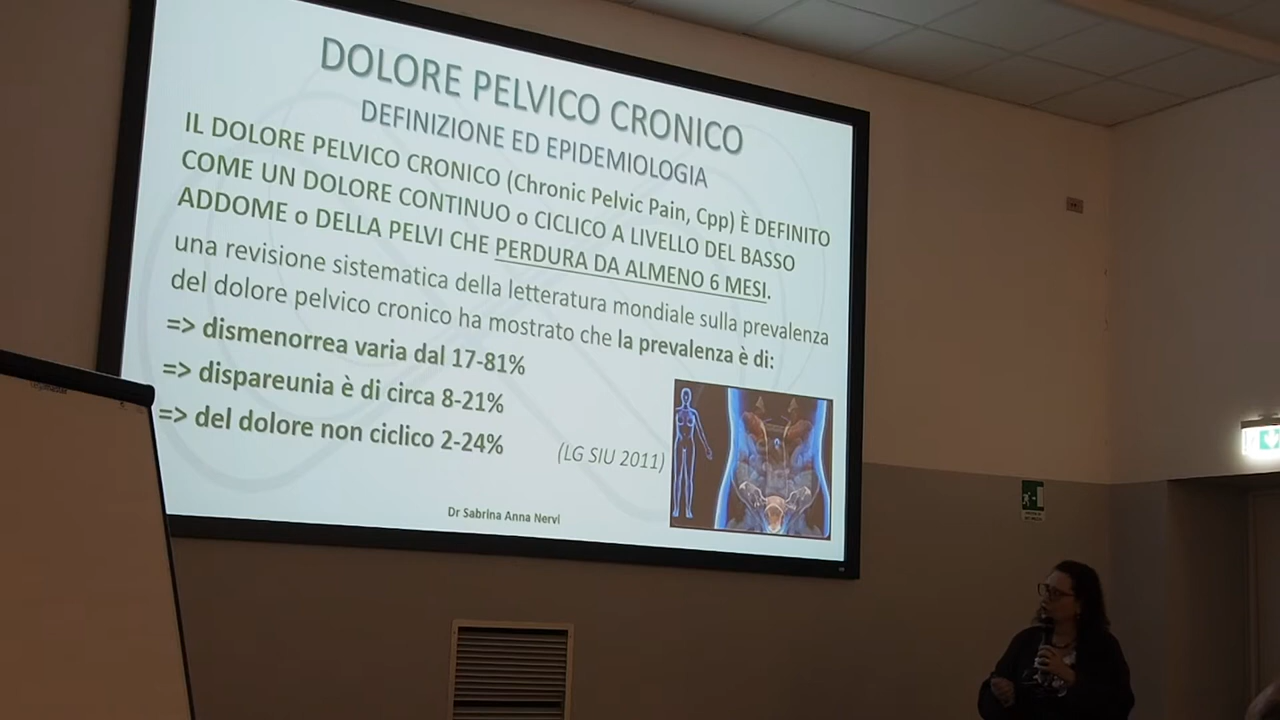 DOLORE PELVICO CRONICO
DEFINIZIONE ED EPIDEMIOLOGIA
IL DOLORE PELVICO CRONICO (Chronic Pelvic Pain, Cpp) È DEFINITO
COME UN DOLORE CONTINUO o CICLICO A LIVELLO DEL BASSO
ADDOME o DELLA PELVI CHE PERDURA DA ALMENO 6 MESI.
una revisione sistematica della letteratura mondiale sulla prevalenza
del dolore pelvico cronico ha mostrato che la prevalenza è di:
=> dismenorrea varia dal 17-81%
=> dispareunia è di circa 8-21%
=> del dolore non ciclico 2-24%
(LG SIU 2011)
Dr Sabrina Anna Nervi